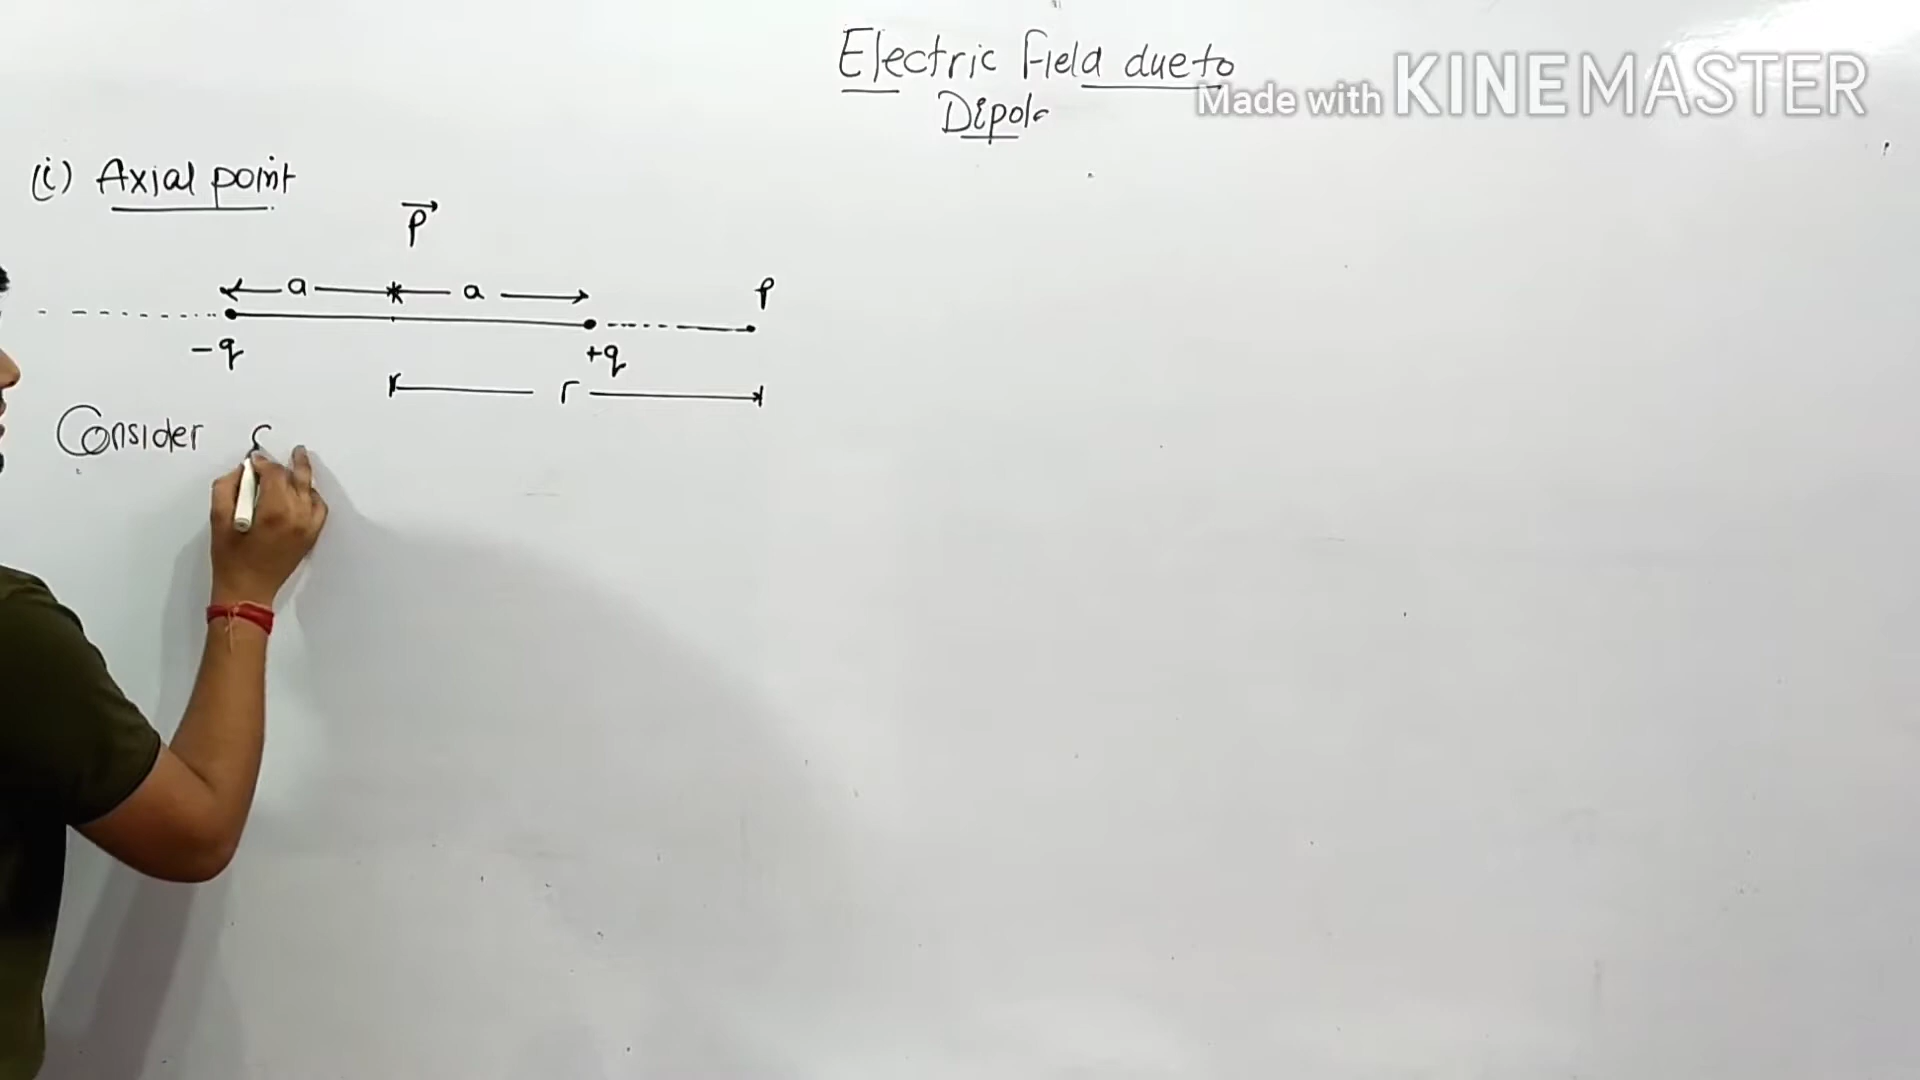 Electric Field due to
Dipole
Made with KINEMASTER
(i) Axial point
P
a a
P
-q
+q
r
Consider